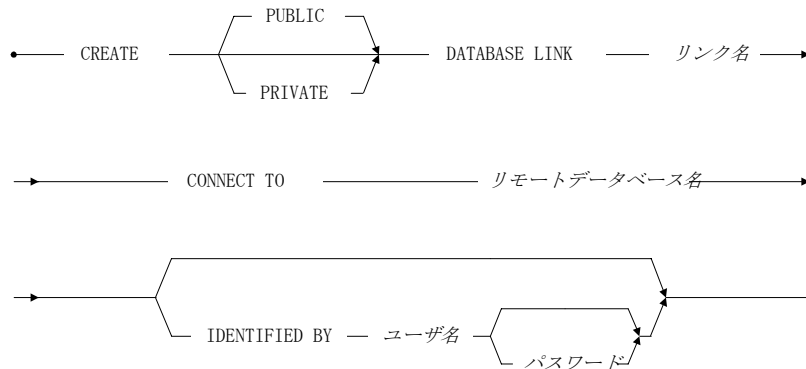 PUBLIC
CREATE DATABASE LINK リンク名
PRIVATE
CONNECT TO リモートデータベース名
IDENTIFIED BY ユーザ名
パスワード